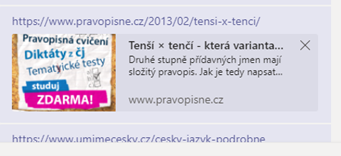 https://www.pravopisne.cz/2013/02/tensi-x-tenci/
Pravopisná cvičení
Diktáty z čj
Tematycké testy
studuj
ZDARMA!
Tenší × tenčí - která varianta...
Druhé stupně přídavných jmen mají
složitý pravopis. Jak je tedy napsat...
www.pravopisne.cz
https://www.umimecesky.cz/cesky-jazyk-podrobne